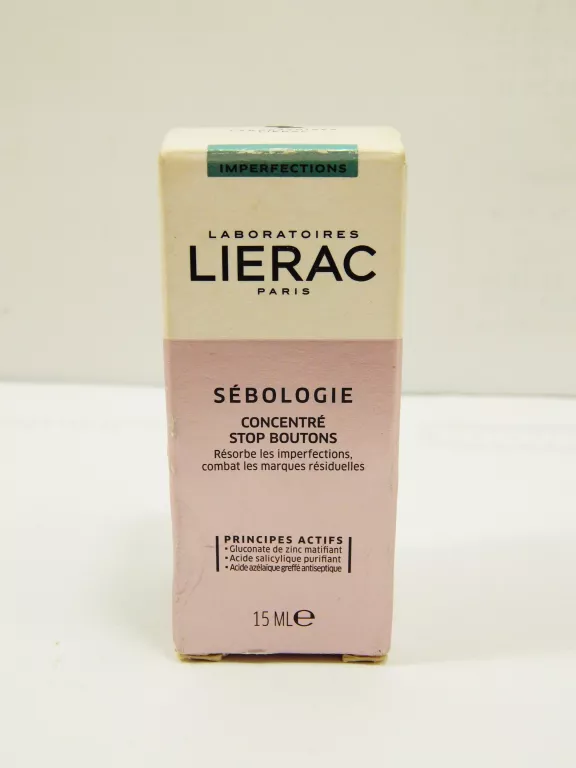 IMPERFECTIONS
LABORATOIRES
LIERAC
PARIS
SÉBOLOGIE
CONCENTRÉ
STOP BOUTONS
Résorbe les imperfections,
combat les marques résiduelles
PRINCIPES ACTIFS
• Gluconate de zinc matifiant
• Acide salicylique purifiant
• Acide azélaïque greffé antiseptique
15 ML℮